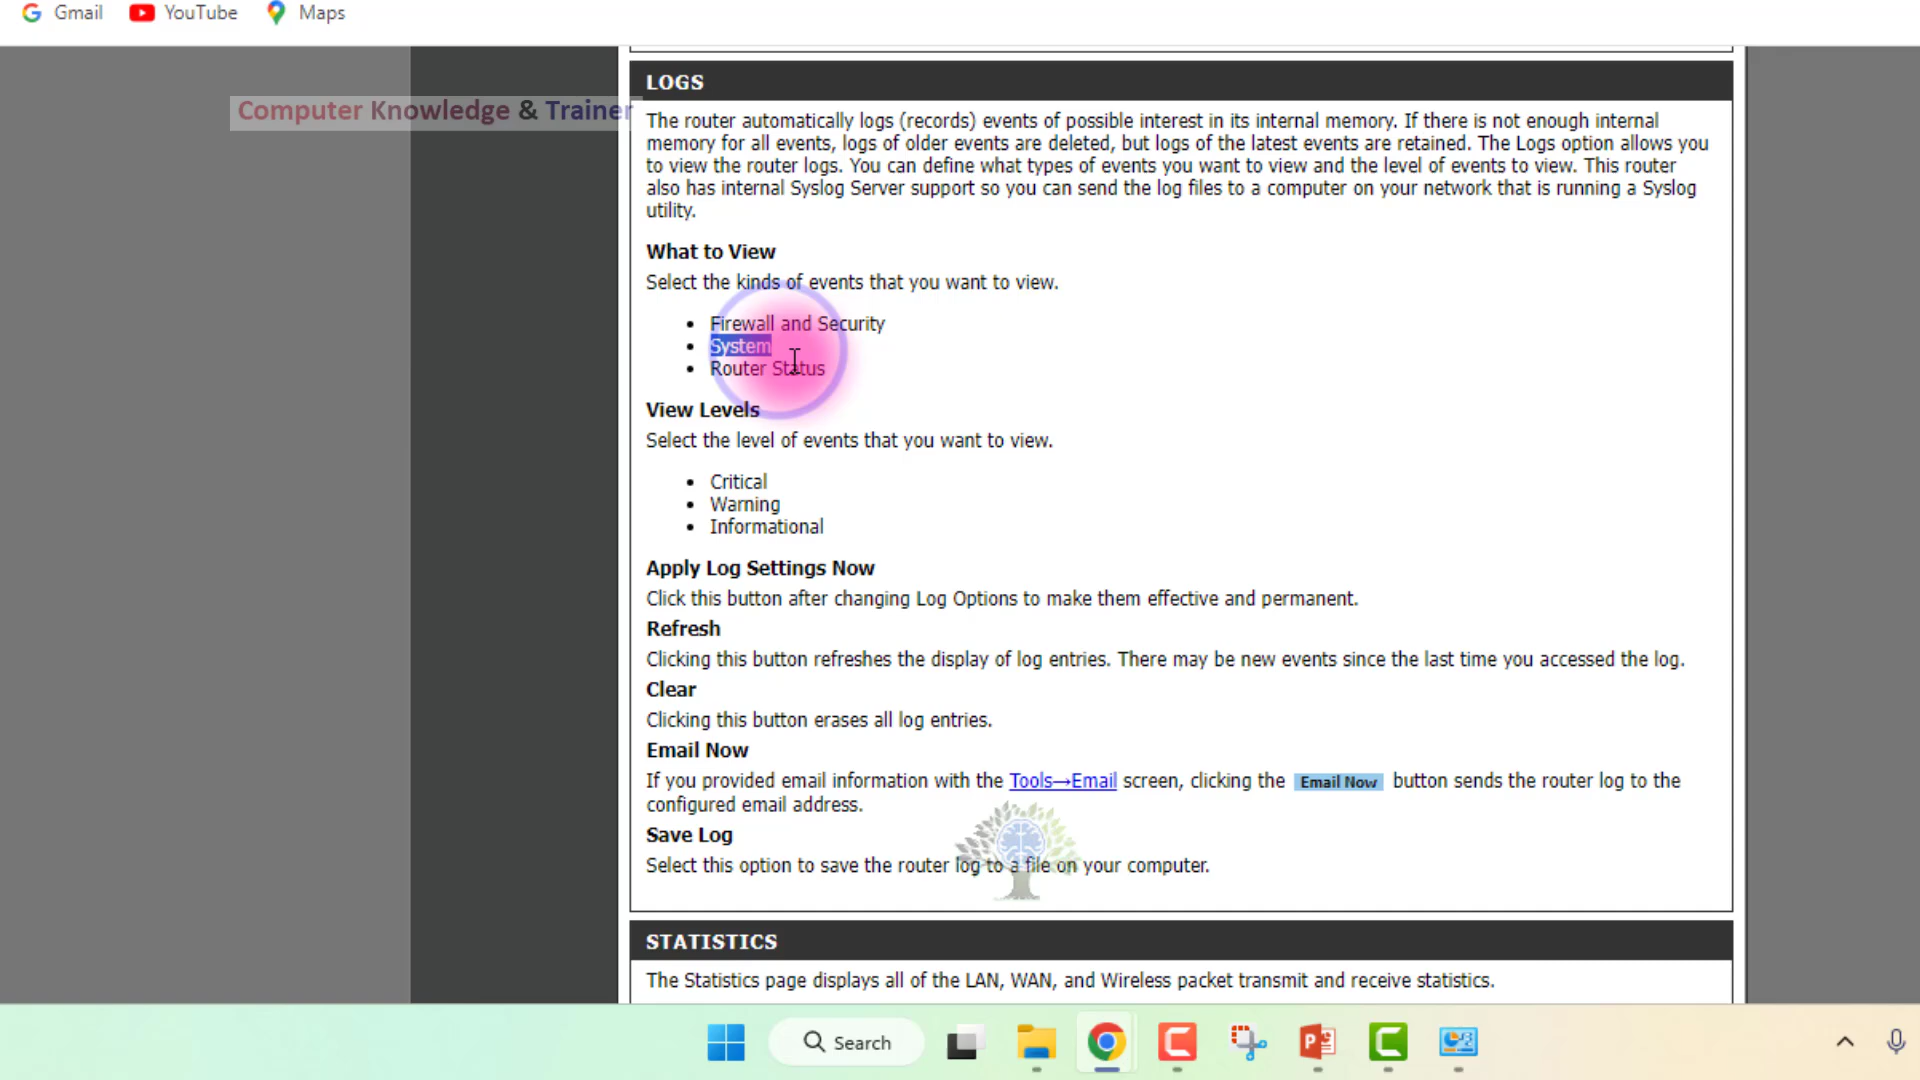 Gmail YouTube Maps
LOGS
Computer Knowledge & Trainer
The router automatically logs (records) events of possible interest in its internal memory. If there is not enough internal
memory for all events, logs of older events are deleted, but logs of the latest events are retained. The Logs option allows you
to view the router logs. You can define what types of events you want to view and the level of events to view. This router
also has internal Syslog Server support so you can send the log files to a computer on your network that is running a Syslog
utility.
What to View
Select the kinds of events that you want to view.
• Firewall and Security
• System
• Router Status
View Levels
Select the level of events that you want to view.
• Critical
• Warning
• Informational
Apply Log Settings Now
Click this button after changing Log Options to make them effective and permanent.
Refresh
Clicking this button refreshes the display of log entries. There may be new events since the last time you accessed the log.
Clear
Clicking this button erases all log entries.
Email Now
If you provided email information with the Tools→Email screen, clicking the Email Now button sends the router log to the
configured email address.
Save Log
Select this option to save the router log to a file on your computer.
STATISTICS
The Statistics page displays all of the LAN, WAN, and Wireless packet transmit and receive statistics.
Search